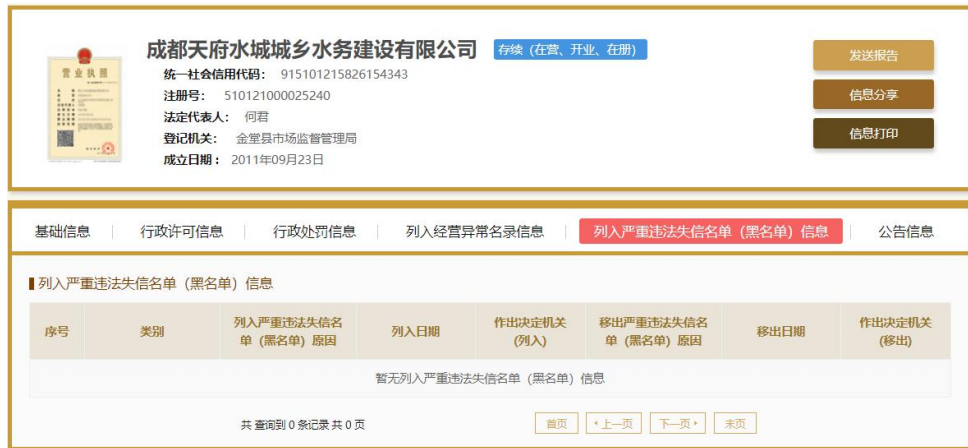 成都天府水城城乡水务建设有限公司 存续（在营、开业、在册）
统一社会信用代码： 915101215826154343
注册号： 510121000025240
法定代表人： 何君
登记机关： 金堂县市场监督管理局
成立日期： 2011年09月23日
营业执照
发送报告
信息分享
信息打印
基础信息 行政许可信息 行政处罚信息 列入经营异常名录信息 列入严重违法失信名单（黑名单）信息 公告信息
列入严重违法失信名单（黑名单）信息
序号 类别 列入严重违法失信名单（黑名单）原因 列入日期 作出决定机关(列入) 移出严重违法失信名单（黑名单）原因 移出日期 作出决定机关(移出)
暂无列入严重违法失信名单（黑名单）信息
共 查询到 0 条记录 共 0 页 首页 上一页 下一页 末页